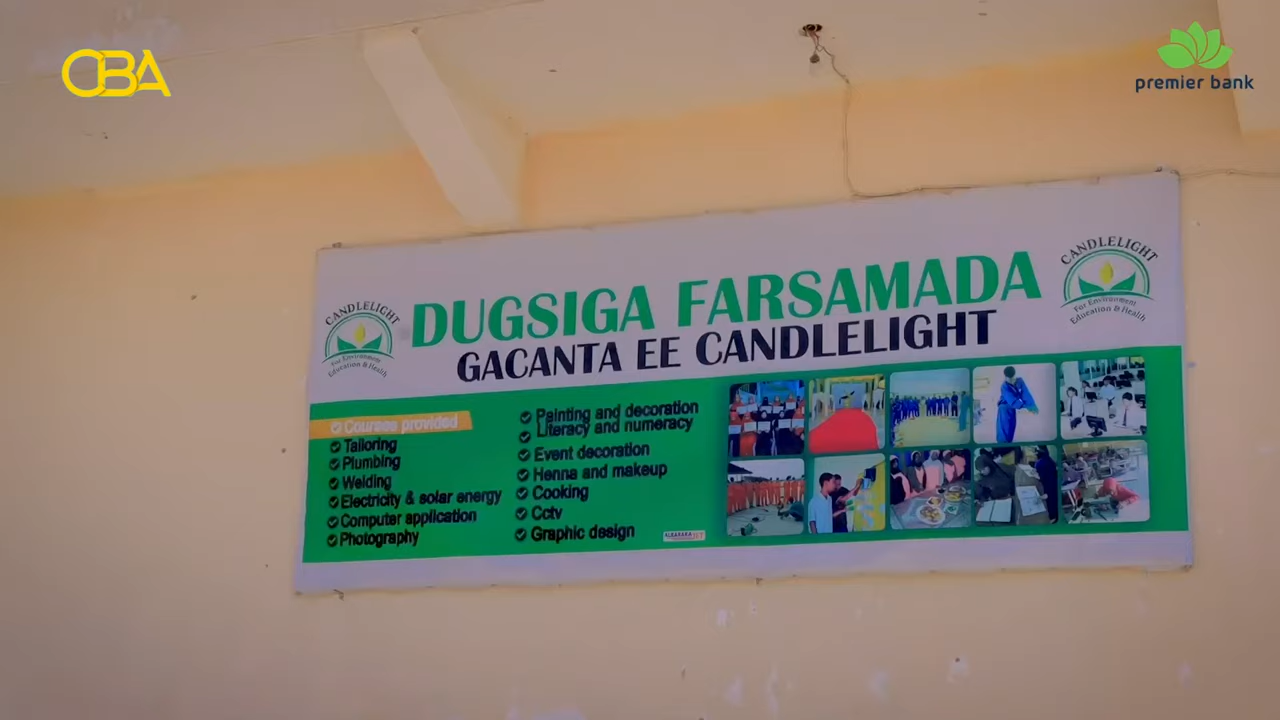 CBA
premier bank
DUGSIGA FARSAMADA
GACANTA EE CANDLELIGHT
CANDLELIGHT
For Environment
Education & Health
CANDLELIGHT
For Environment
Education & Health
Courses provided
Tailoring
Plumbing
Welding
Electricity & solar energy
Computer application
Photography
Painting and decoration
Literacy and numeracy
Event decoration
Henna and makeup
Cooking
Cctv
Graphic design